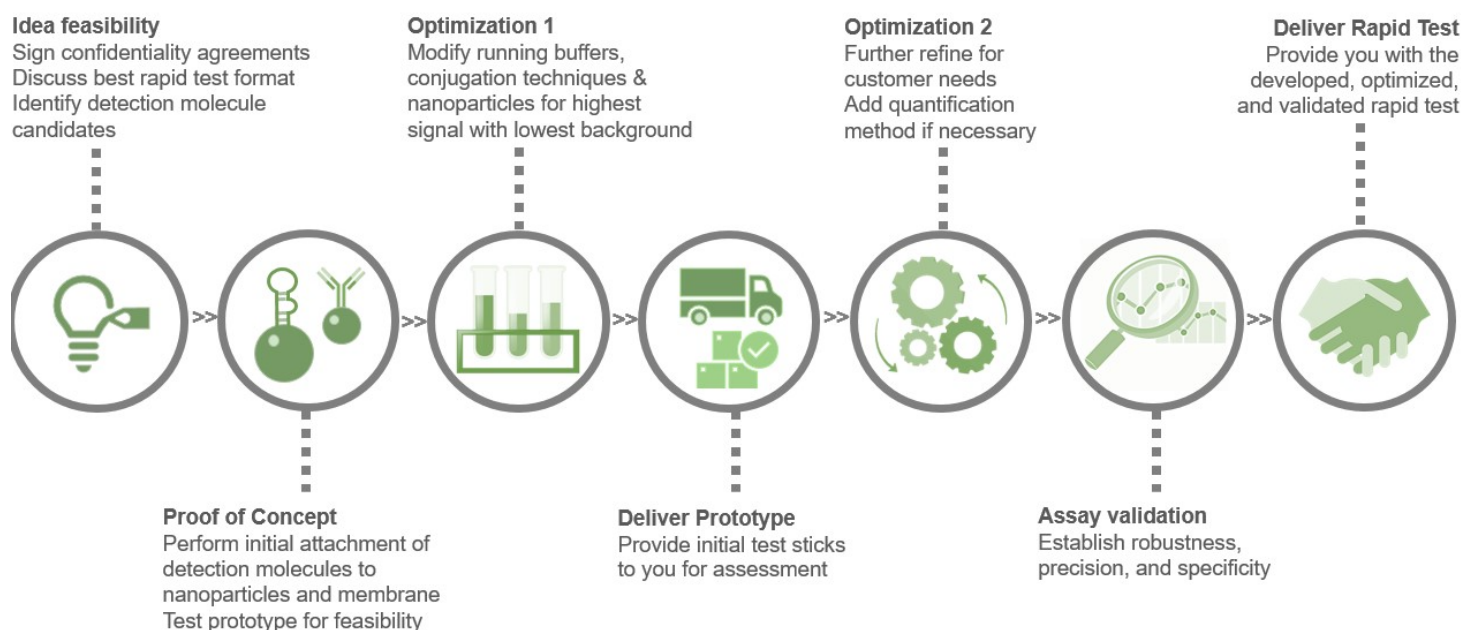 Idea feasibility
Sign confidentiality agreements
Discuss best rapid test format
Identify detection molecule
candidates
Optimization 1
Modify running buffers,
conjugation techniques &
nanoparticles for highest
signal with lowest background
Optimization 2
Further refine for
customer needs
Add quantification
method if necessary
Deliver Rapid Test
Provide you with the
developed, optimized,
and validated rapid test
>> >> >> >> >> >>
Proof of Concept
Perform initial attachment of
detection molecules to
nanoparticles and membrane
Test prototype for feasibility
Deliver Prototype
Provide initial test sticks
to you for assessment
Assay validation
Establish robustness,
precision, and specificity